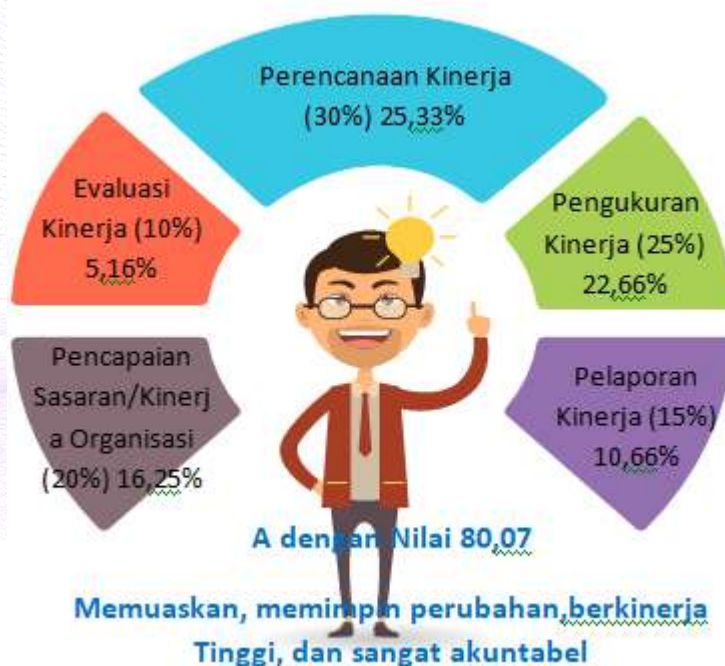 Perencanaan Kinerja
(30%) 25,33%
Evaluasi
Kinerja (10%)
5,16%
Pengukuran
Kinerja (25%)
22,66%
Pencapaian
Sasaran/Kinerj
a Organisasi
(20%) 16,25%
Pelaporan
Kinerja (15%)
10,66%
A dengan Nilai 80,07
Memuaskan, memimpin perubahan,berkinerja
Tinggi, dan sangat akuntabel